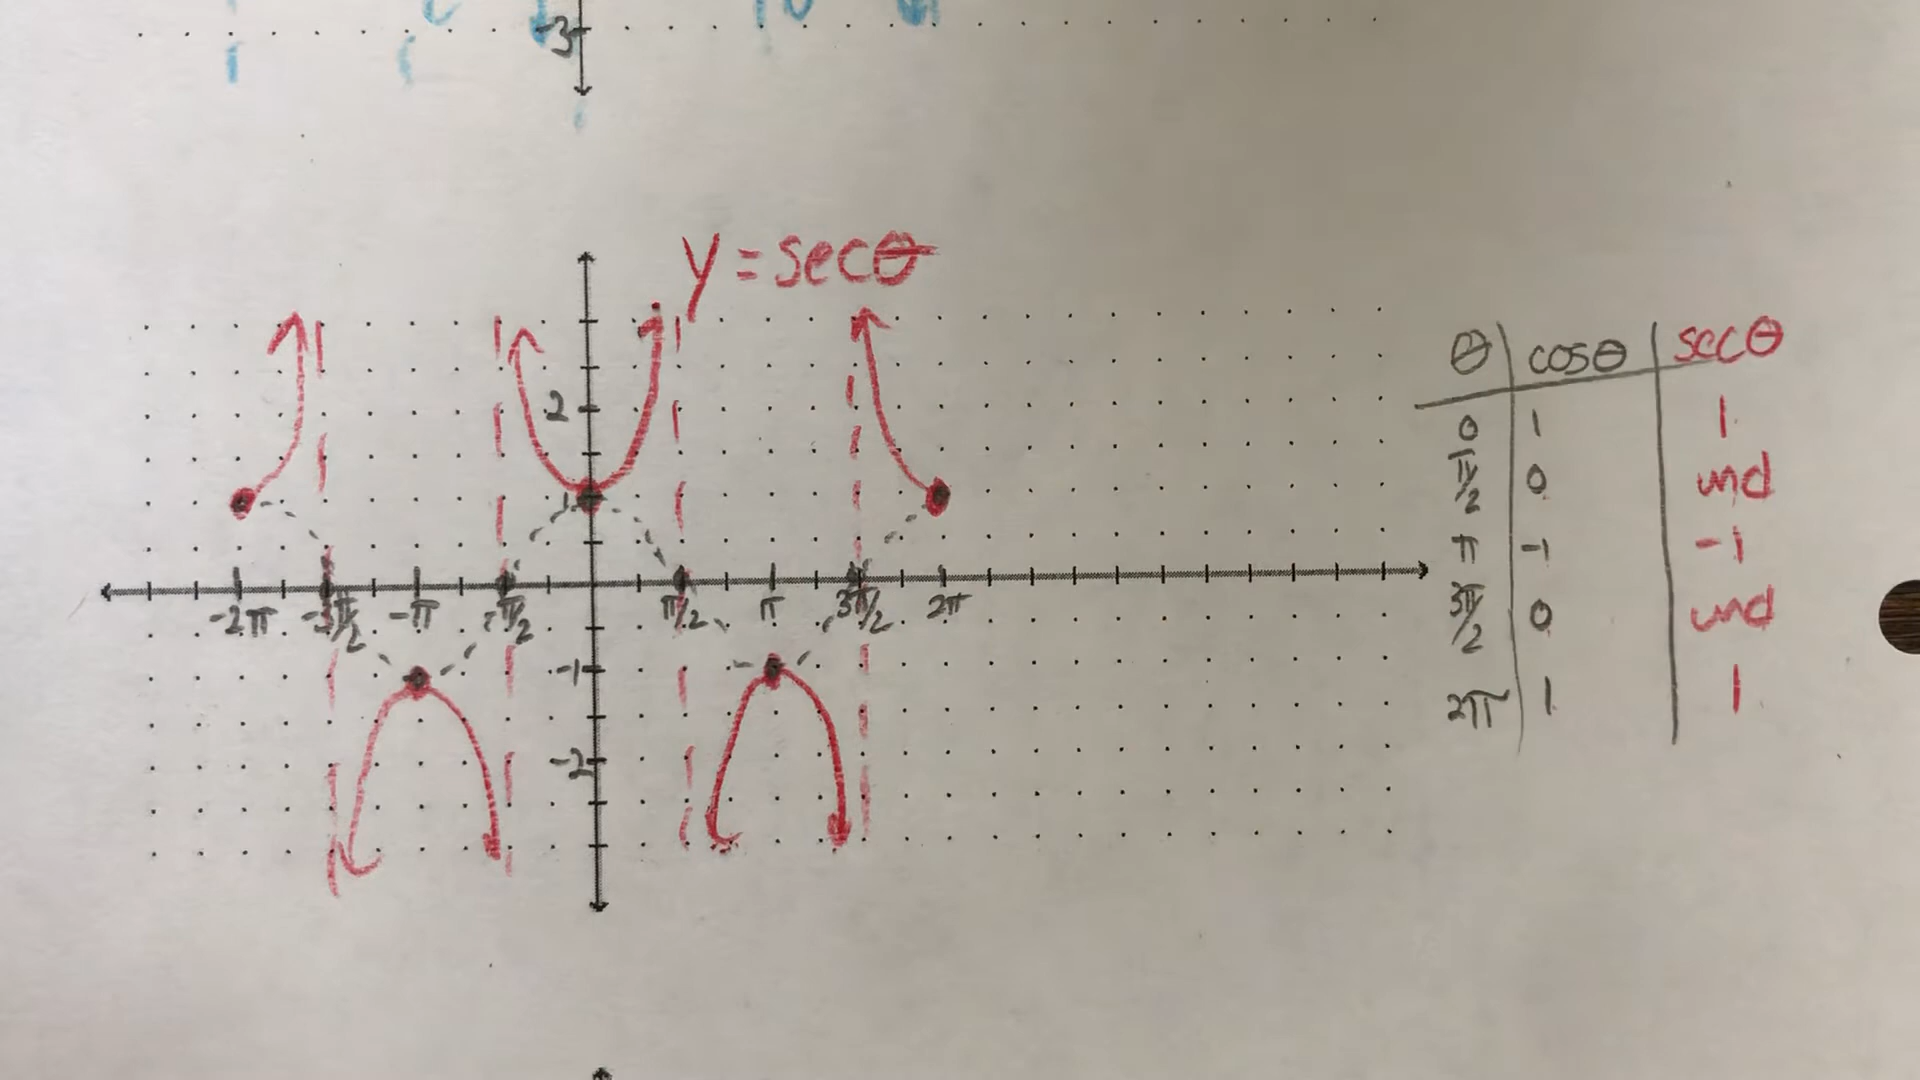 -3
y = secθ
2
1
-2π -3π/2 -π -π/2 π/2 π 3π/2 2π
-1
-2
θ cosθ secθ
0 1 1
π/2 0 und
π -1 -1
3π/2 0 und
2π 1 1